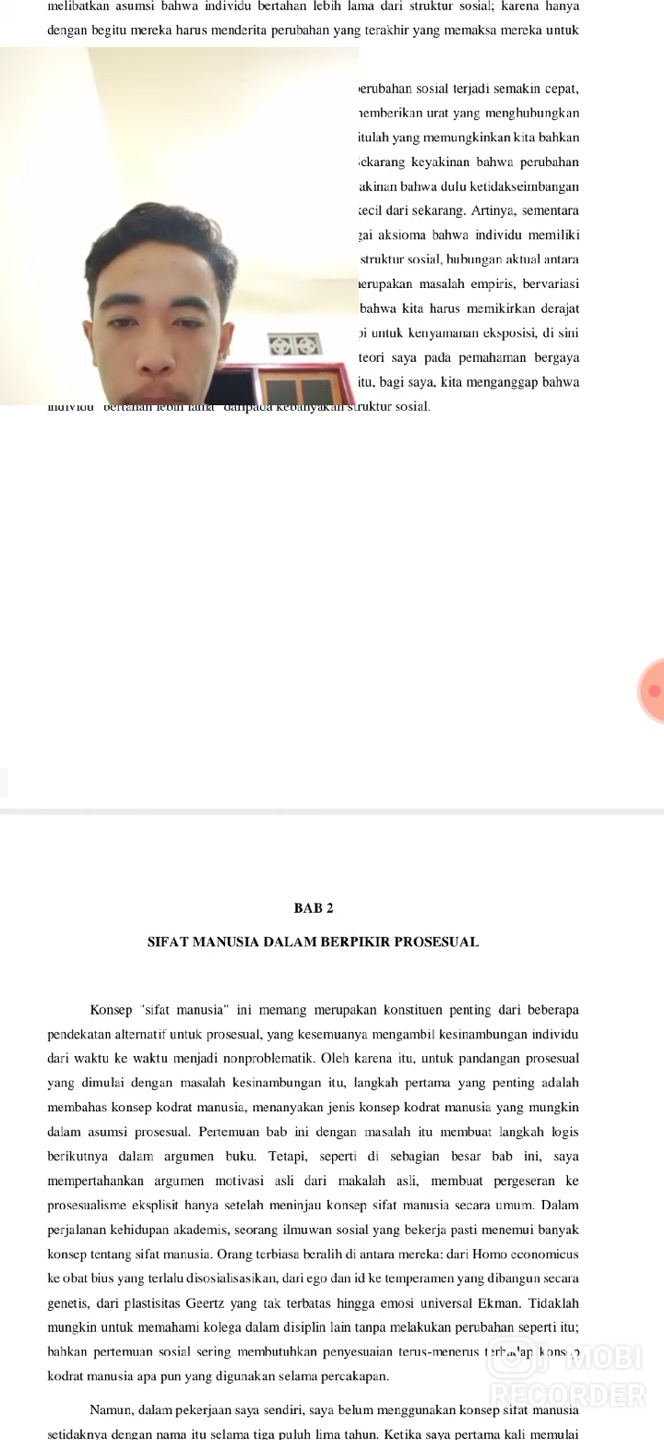 melibatkan asumsi bahwa individu bertahan lebih lama dari struktur sosial; karena hanya
dengan begitu mereka harus menderita perubahan yang terakhir yang memaksa mereka untuk
perubahan sosial terjadi semakin cepat,
memberikan urat yang menghubungkan
itulah yang memungkinkan kita bahkan
Sekarang keyakinan bahwa perubahan
akinan bahwa dulu ketidakseimbangan
kecil dari sekarang. Artinya, sementara
gai aksioma bahwa individu memiliki
struktur sosial, hubungan aktual antara
merupakan masalah empiris, bervariasi
bahwa kita harus memikirkan derajat
pi untuk kenyamanan eksposisi, di sini
teori saya pada pemahaman bergaya
itu, bagi saya, kita menganggap bahwa
individu "bertahan lebih lama" daripada kebanyakan struktur sosial.
BAB 2
SIFAT MANUSIA DALAM BERPIKIR PROSESUAL
Konsep "sifat manusia" ini memang merupakan konstituen penting dari beberapa
pendekatan alternatif untuk prosesual, yang kesemuanya mengambil kesinambungan individu
dari waktu ke waktu menjadi nonproblematik. Oleh karena itu, untuk pandangan prosesual
yang dimulai dengan masalah kesinambungan itu, langkah pertama yang penting adalah
membahas konsep kodrat manusia, menanyakan jenis konsep kodrat manusia yang mungkin
dalam asumsi prosesual. Pertemuan bab ini dengan masalah itu membuat langkah logis
berikutnya dalam argumen buku. Tetapi, seperti di sebagian besar bab ini, saya
mempertahankan argumen motivasi asli dari makalah asli, membuat pergeseran ke
prosesualisme eksplisit hanya setelah meninjau konsep sifat manusia secara umum. Dalam
perjalanan kehidupan akademis, seorang ilmuwan sosial yang bekerja pasti menemui banyak
konsep tentang sifat manusia. Orang terbiasa beralih di antara mereka: dari Homo economicus
ke obat bius yang terlalu disosialisasikan, dari ego dan id ke temperamen yang dibangun secara
genetis, dari plastisitas Geertz yang tak terbatas hingga emosi universal Ekman. Tidaklah
mungkin untuk memahami kolega dalam disiplin lain tanpa melakukan perubahan seperti itu;
bahkan pertemuan sosial sering membutuhkan penyesuaian terus-menerus terhadap konsep
kodrat manusia apa pun yang digunakan selama percakapan.
MOBI
RECORDER
Namun, dalam pekerjaan saya sendiri, saya belum menggunakan konsep sifat manusia
setidaknya dengan nama itu selama tiga puluh lima tahun. Ketika saya pertama kali memulai